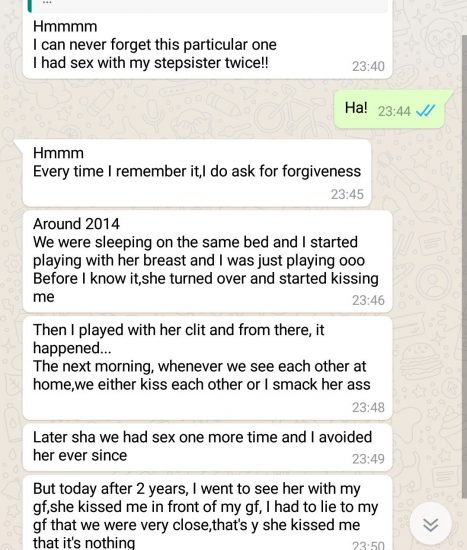 ...
Hmmmm
I can never forget this particular one
I had sex with my stepsister twice!!
23:40
Ha!
23:44
Hmmm
Every time I remember it,I do ask for forgiveness
23:45
Around 2014
We were sleeping on the same bed and I started
playing with her breast and I was just playing ooo
Before I know it,she turned over and started kissing
me
23:46
Then I played with her clit and from there, it
happened...
The next morning, whenever we see each other at
home,we either kiss each other or I smack her ass
23:48
Later sha we had sex one more time and I avoided
her ever since
23:49
But today after 2 years, I went to see her with my
gf,she kissed me in front of my gf, I had to lie to my
gf that we were very close,that's y she kissed me
that it's nothing
23:50